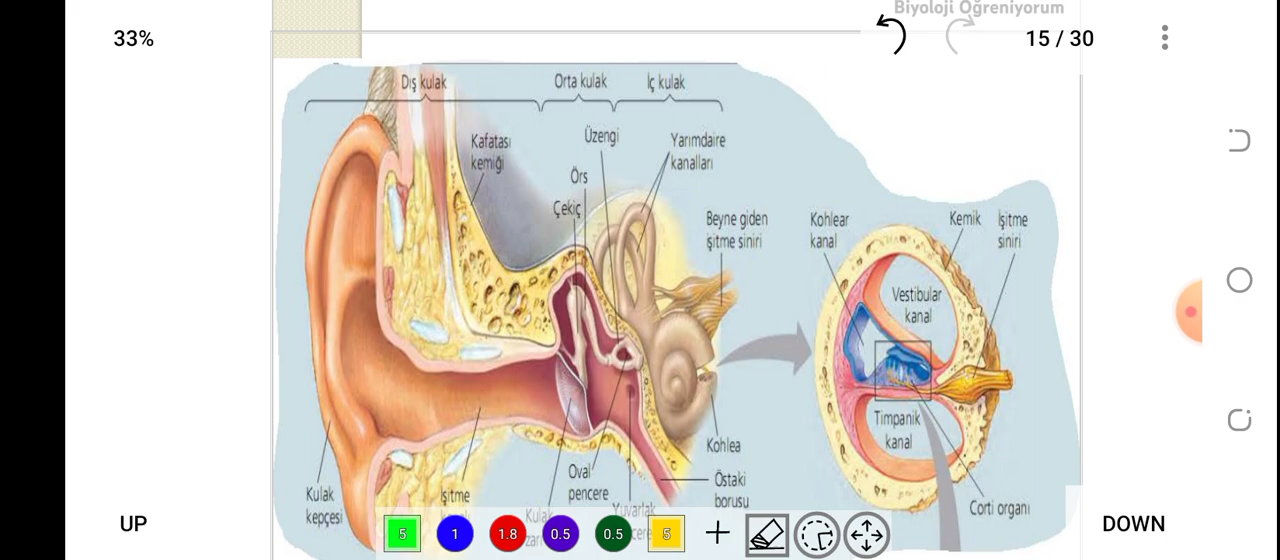 Biyoloji Öğreniyorum
33%
15 / 30
Dış kulak
Orta kulak
İç kulak
Kafatası
kemiği
Üzengi
Yarımdaire
kanalları
Örs
Çekiç
Beyne giden
işitme siniri
Kohlear
kanal
Kemik
İşitme
siniri
Vestibular
kanal
Timpanik
kanal
Kohlea
Oval
pencere
Östaki
borusu
Kulak
kepçesi
işitme
Kulak
Yuvarlak
Corti organı
UP
5
1
1.8
0.5
0.5
5
DOWN